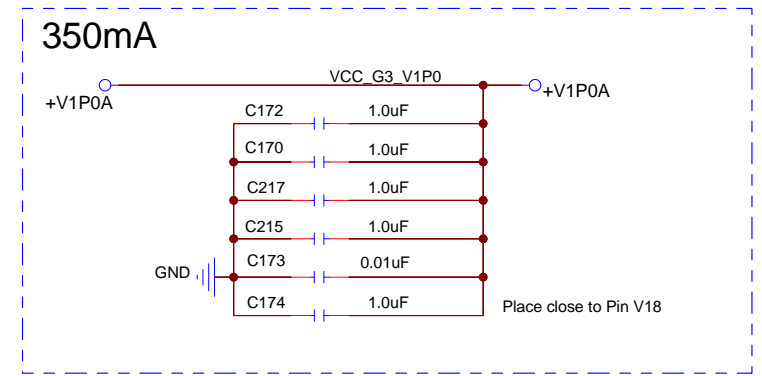 350mA
VCC_G3_V1P0
+V1P0A
+V1P0A
C172 1.0uF
C170 1.0uF
C217 1.0uF
C215 1.0uF
C173 0.01uF
GND
C174 1.0uF
Place close to Pin V18